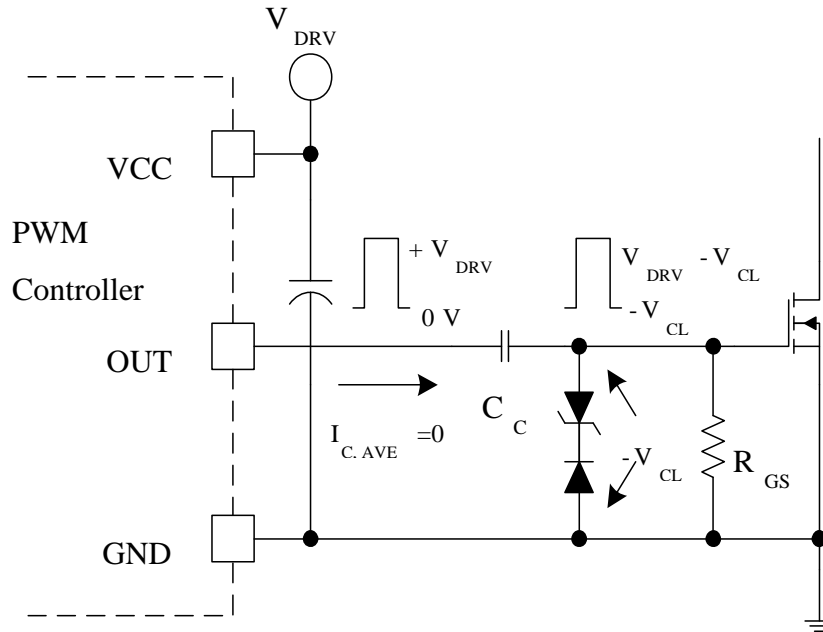 V DRV
VCC
PWM
Controller
+ V DRV
0 V
V DRV - V CL
- V CL
OUT
I C, AVE =0
C C
- V CL
R GS
GND